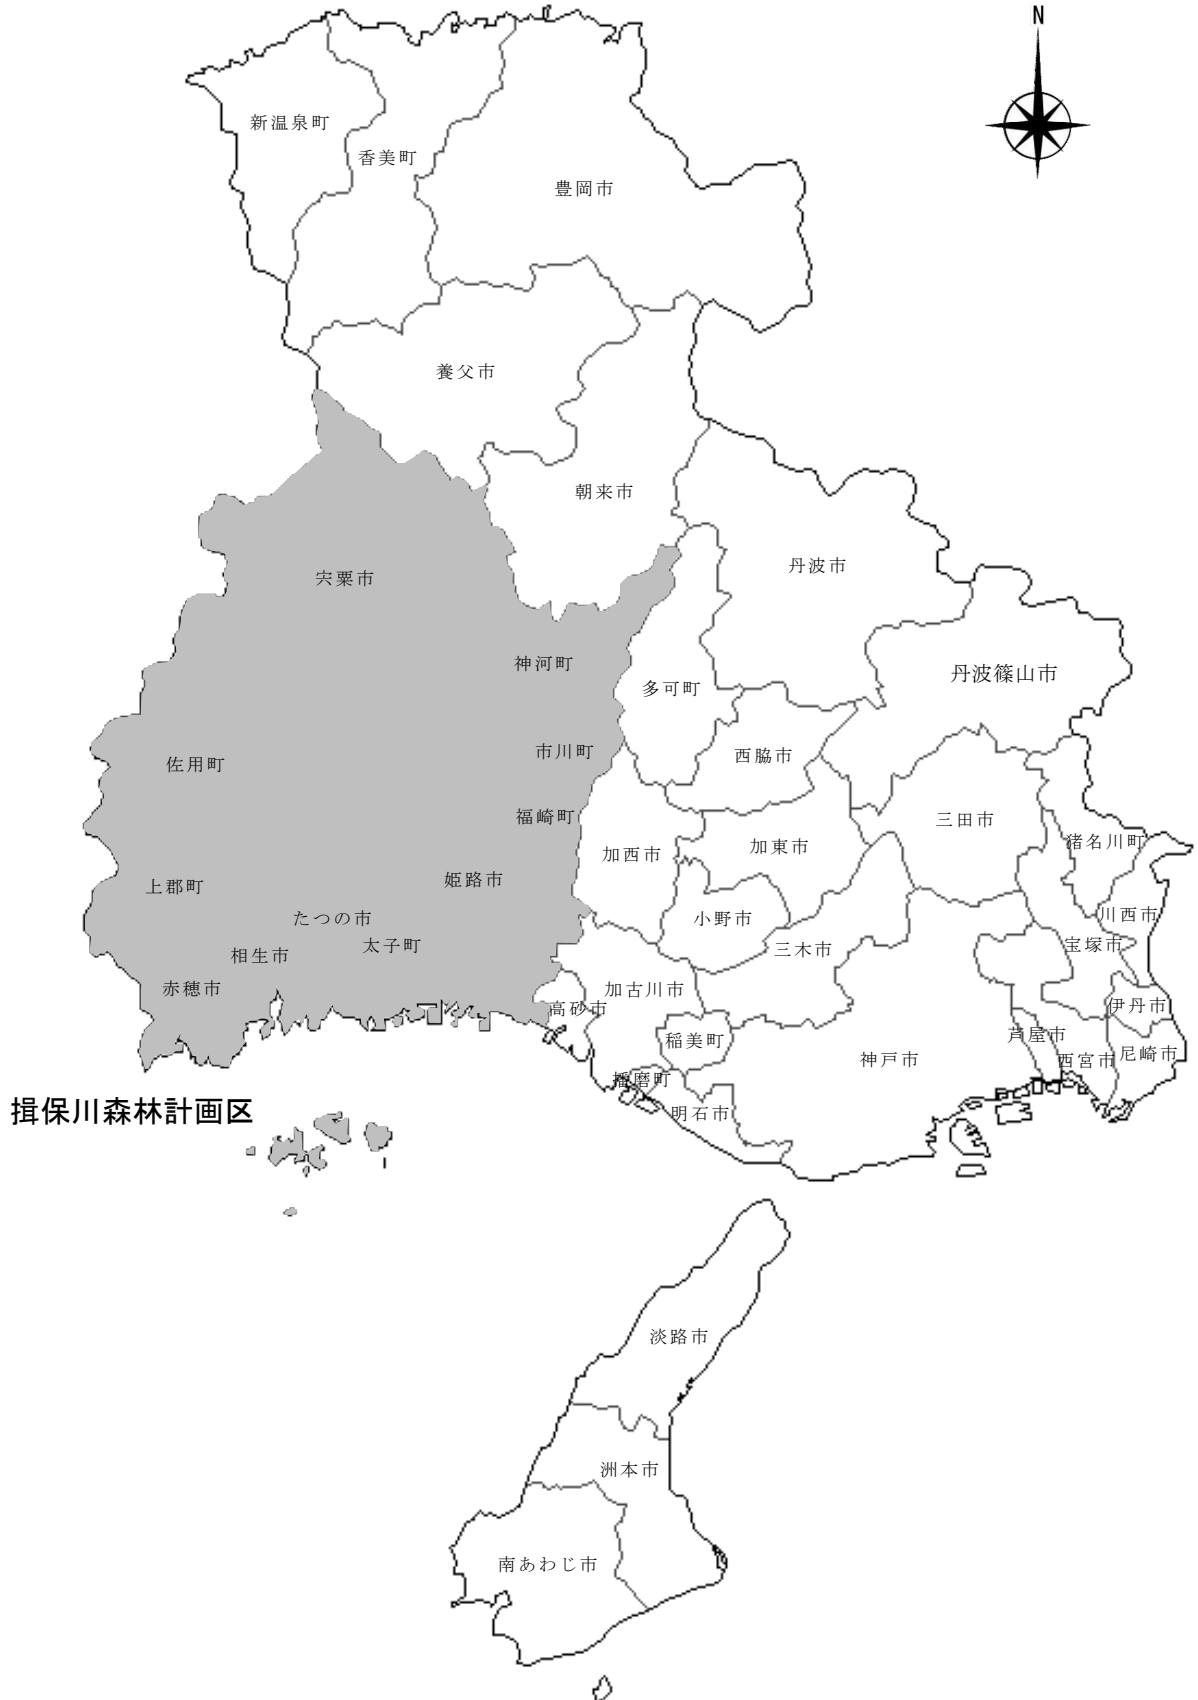 N
新温泉町
香美町
豊岡市
養父市
朝来市
丹波市
宍粟市
神河町
多可町
丹波篠山市
市川町
西脇市
佐用町
福崎町
三田市
猪名川町
加西市
加東市
上郡町
姫路市
たつの市
小野市
川西市
太子町
三木市
宝塚市
相生市
赤穂市
加古川市
高砂市
伊丹市
稲美町
芦屋市
神戸市
西宮市
尼崎市
播磨町
明石市
揖保川森林計画区
淡路市
洲本市
南あわじ市